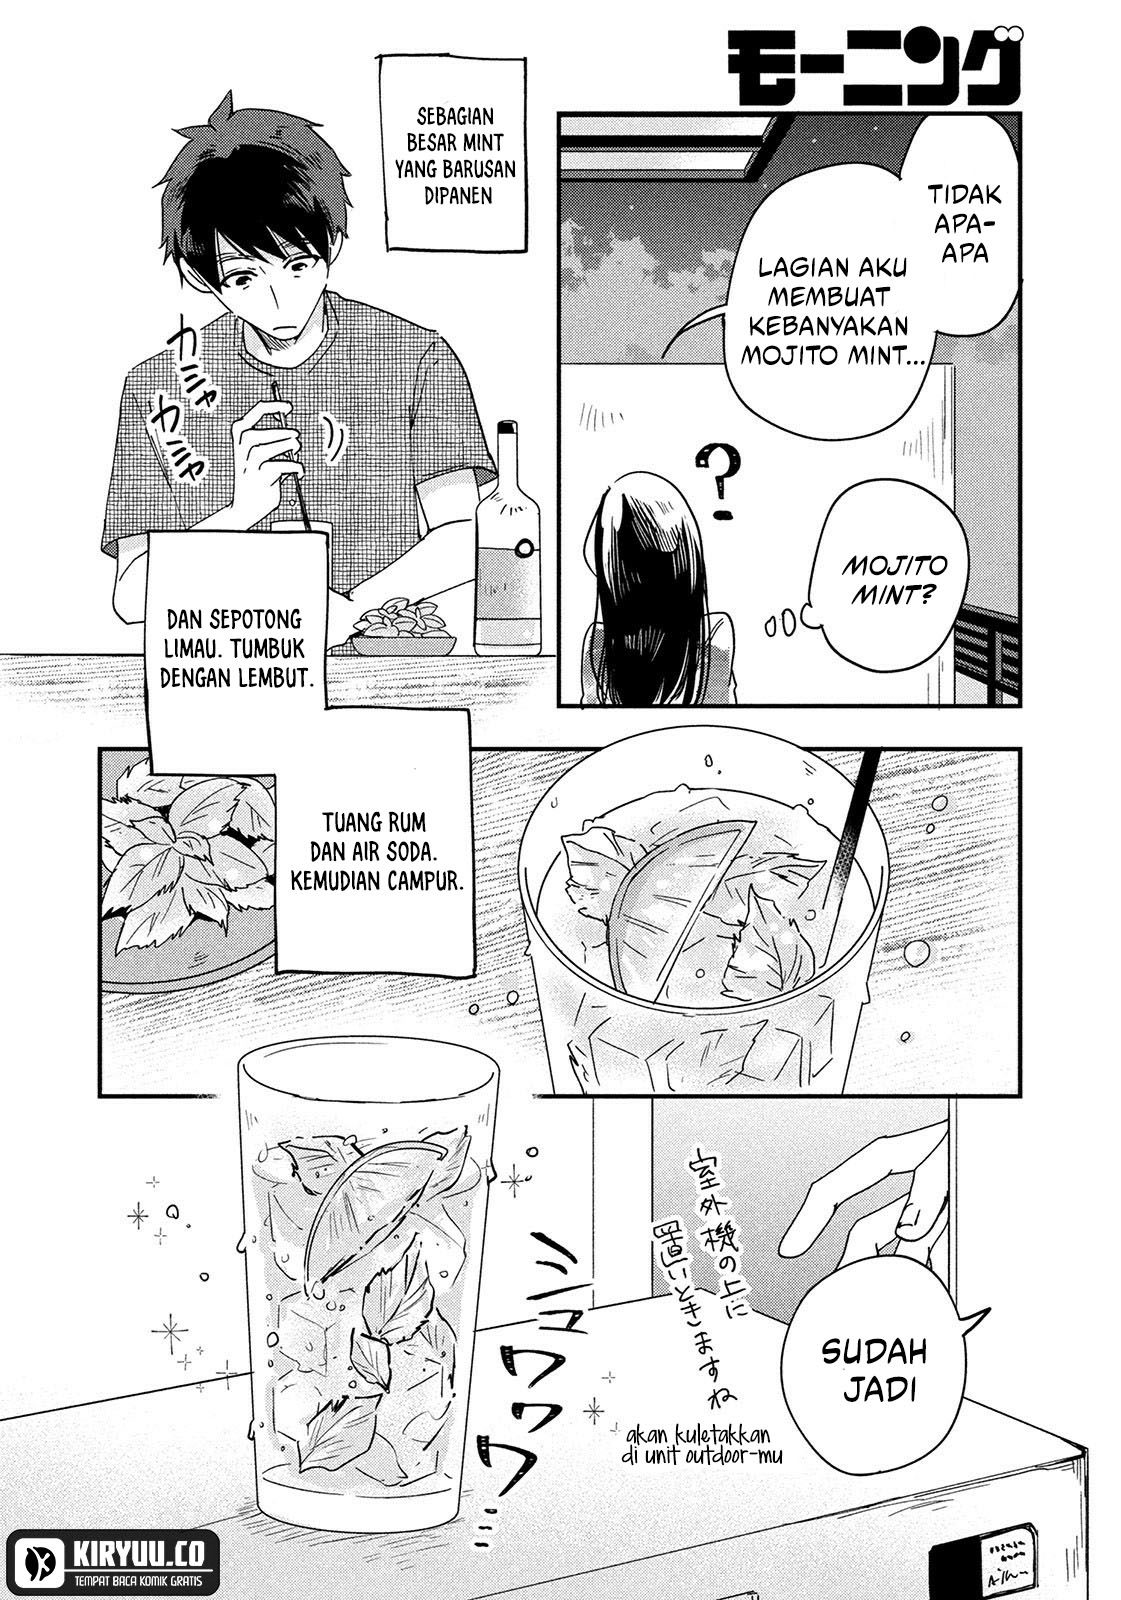 モーニング
TIDAK
APA-
APA
LAGIAN AKU
MEMBUAT
KEBANYAKAN
MOJITO MINT...
?
MOJITO
MINT?
SEBAGIAN
BESAR MINT
YANG BARUSAN
DIPANEN
カニャ
カニャ
DAN SEPOTONG
LIMAU. TUMBUK
DENGAN LEMBUT.
TUANG RUM
DAN AIR SODA.
KEMUDIAN CAMPUR.
室外機の上に
置いときますね
akan kuletakkan
di unit outdoor-mu
SUDAH
JADI
シュワワワ...
KIRYUU.CO
TEMPAT BACA KOMIK GRATIS